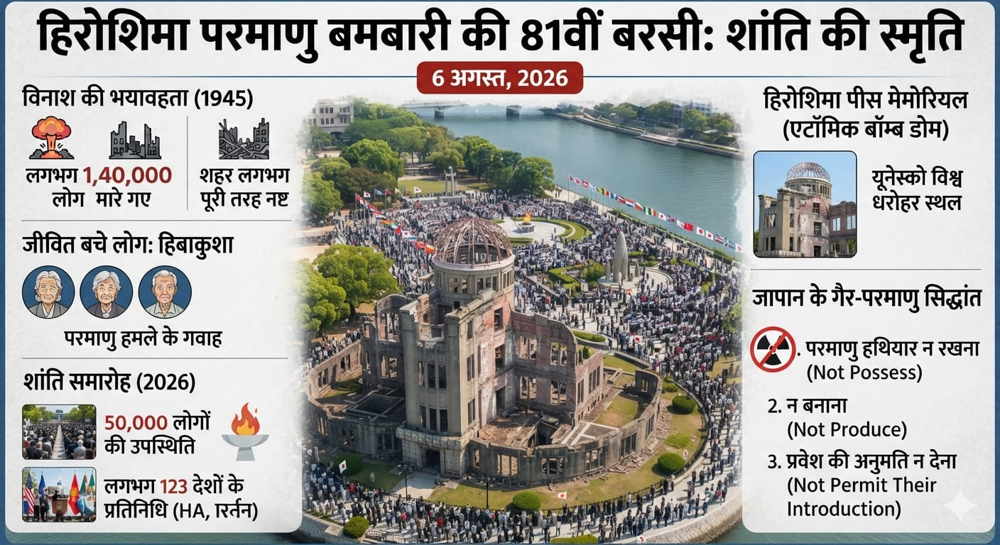 हिरोशिमा परमाणु बमबारी की 81वीं बरसी: शांति की स्मृति
6 अगस्त, 2026
विनाश की भयावहता (1945)
लगभग 1,40,000
लोग मारे गए
शहर लगभग
पूरी तरह नष्ट
जीवित बचे लोग: हिबाकुशा
परमाणु हमले के गवाह
शांति समारोह (2026)
50,000 लोगों
की उपस्थिति
लगभग 123 देशों के
प्रतिनिधि (HA,
हिरोशिमा पीस मेमोरियल
(एटॉमिक बॉम्ब डोम)
यूनेस्को विश्व
धरोहर स्थल
जापान के गैर-परमाणु सिद्धांत
. परमाणु हथियार न रखना
(Not Possess)
2. न बनाना
(Not Produce)
3. प्रवेश की अनुमति न देना
(Not Permit Their
Introduction)